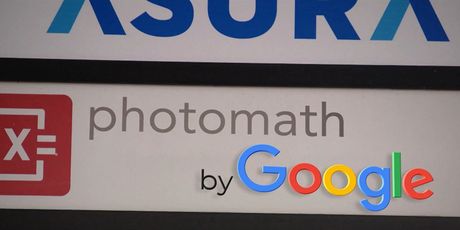 ASURA
X=
photomath
by Google